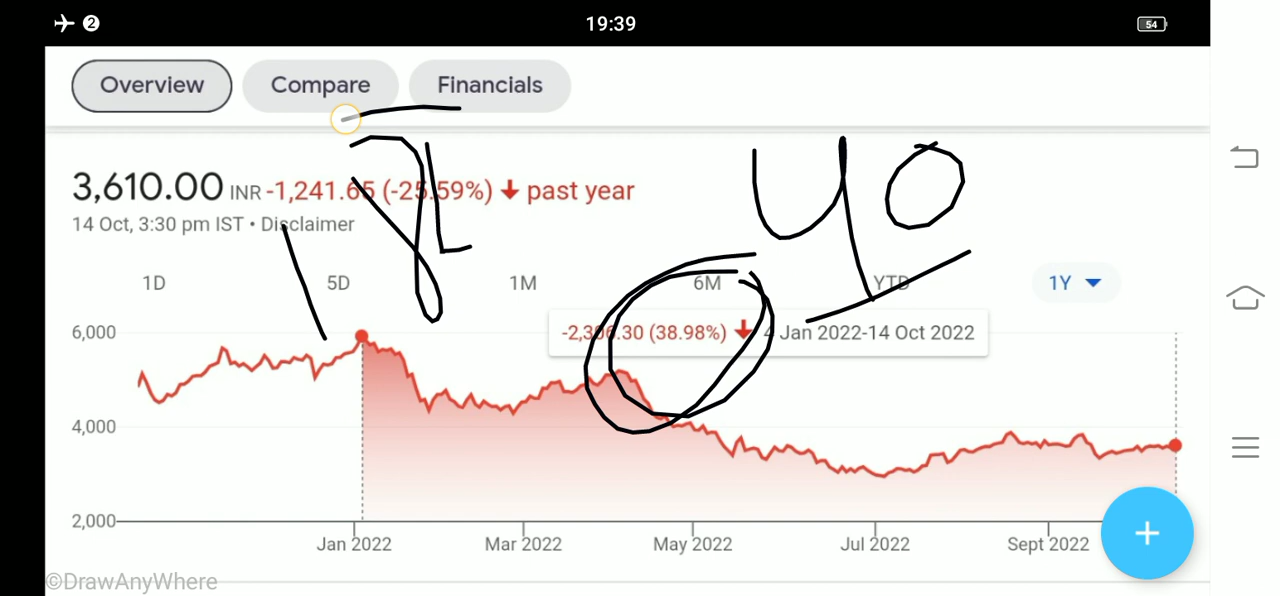 19:39
2
54
Overview Compare Financials
3,610.00 INR -1,241.65 (-25.59%) past year
14 Oct, 3:30 pm IST • Disclaimer
40
1D 5D 1M 6M YTD 1Y
-2,306.30 (38.98%) 4 Jan 2022-14 Oct 2022
6,000
4,000
2,000
Jan 2022 Mar 2022 May 2022 Jul 2022 Sept 2022
©DrawAnyWhere